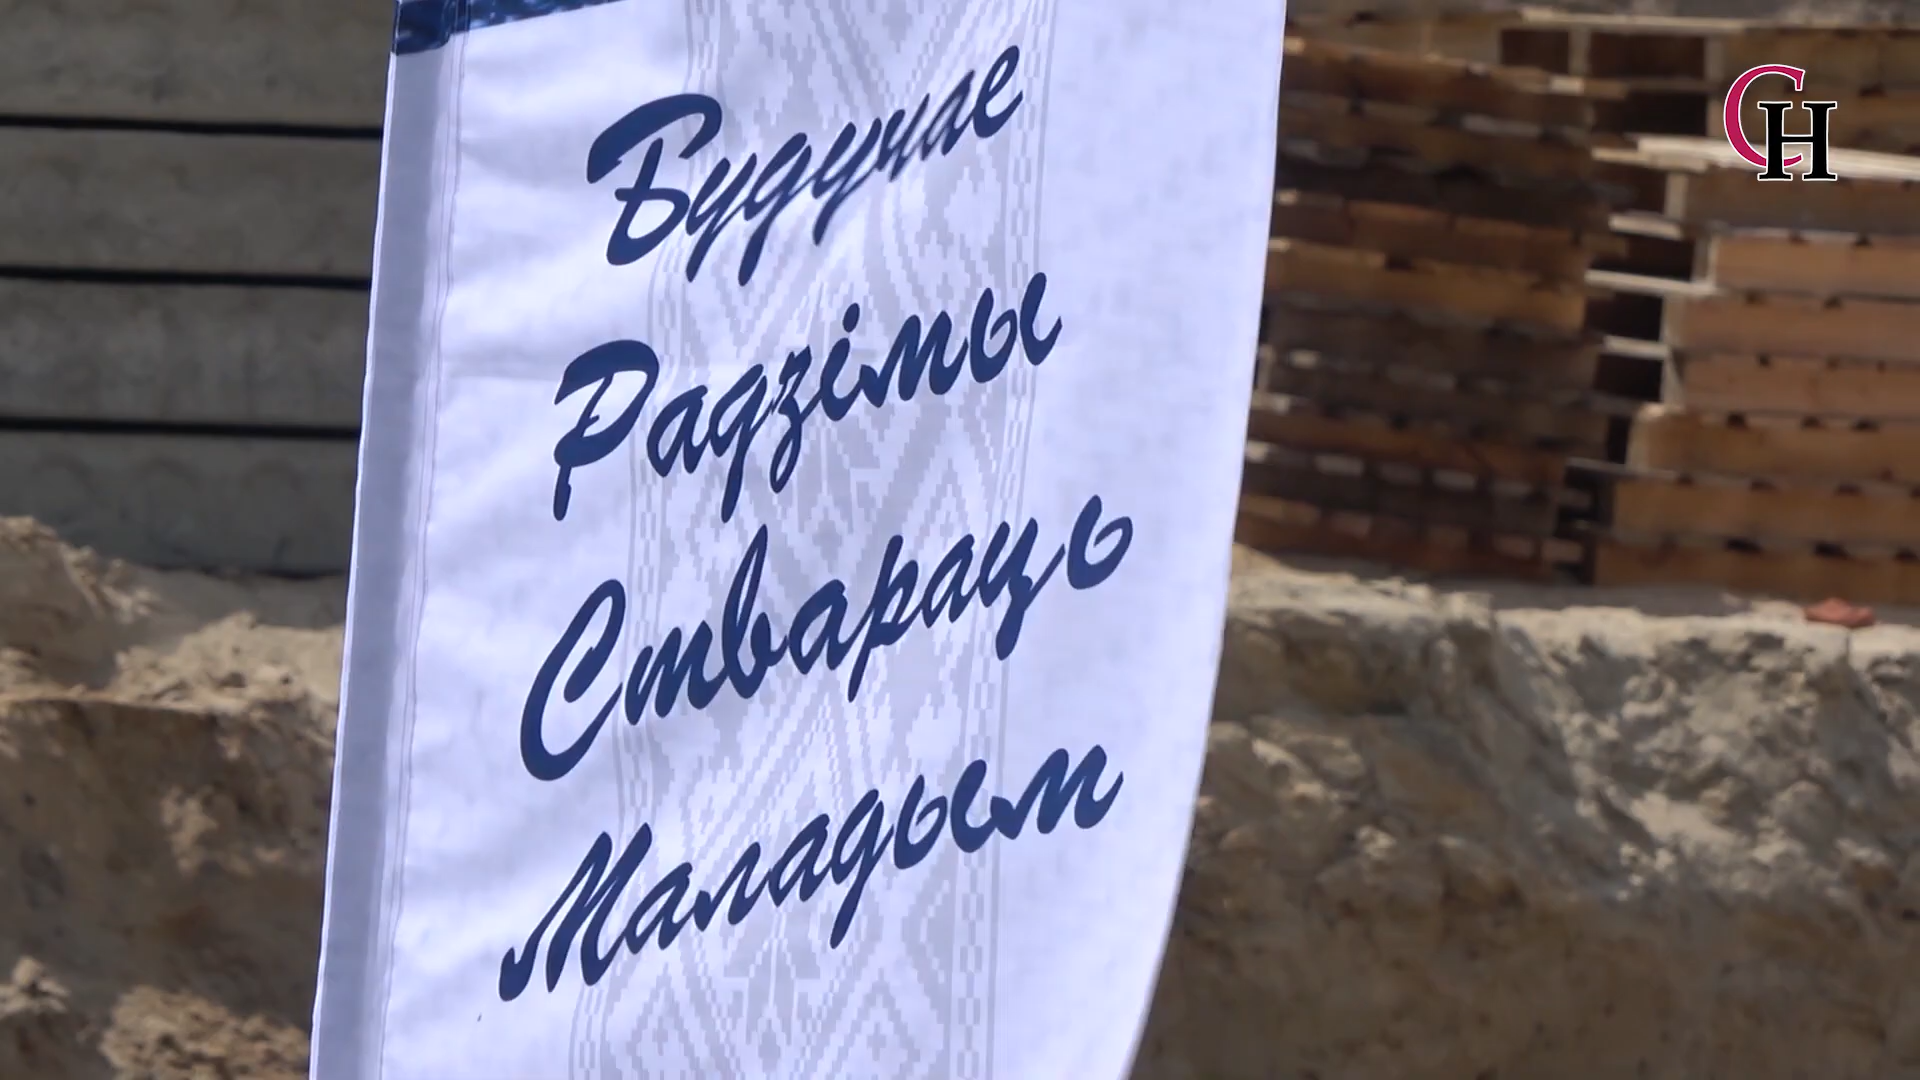 Будучае
Радзімы
Ствараць
Маладым
СН